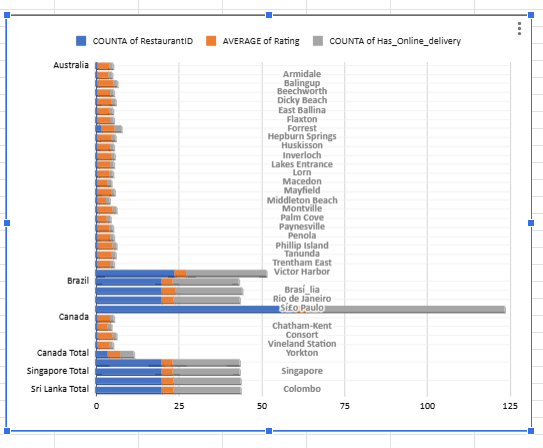 COUNTA of RestaurantID AVERAGE of Rating COUNTA of Has_Online_delivery
Australia
Armidale
Balingup
Beechworth
Dicky Beach
East Ballina
Flaxton
Forrest
Hepburn Springs
Huskisson
Inverloch
Lakes Entrance
Lorn
Macedon
Mayfield
Middleton Beach
Montville
Palm Cove
Paynesville
Penola
Phillip Island
Tanunda
Trentham East
Victor Harbor
Brazil
Brasí_lia
Rio de Janeiro
Paulo
Canada
Chatham-Kent
Consort
Vineland Station
Canada Total Yorkton
Singapore Total Singapore
Sri Lanka Total Colombo
0 25 50 75 100 125